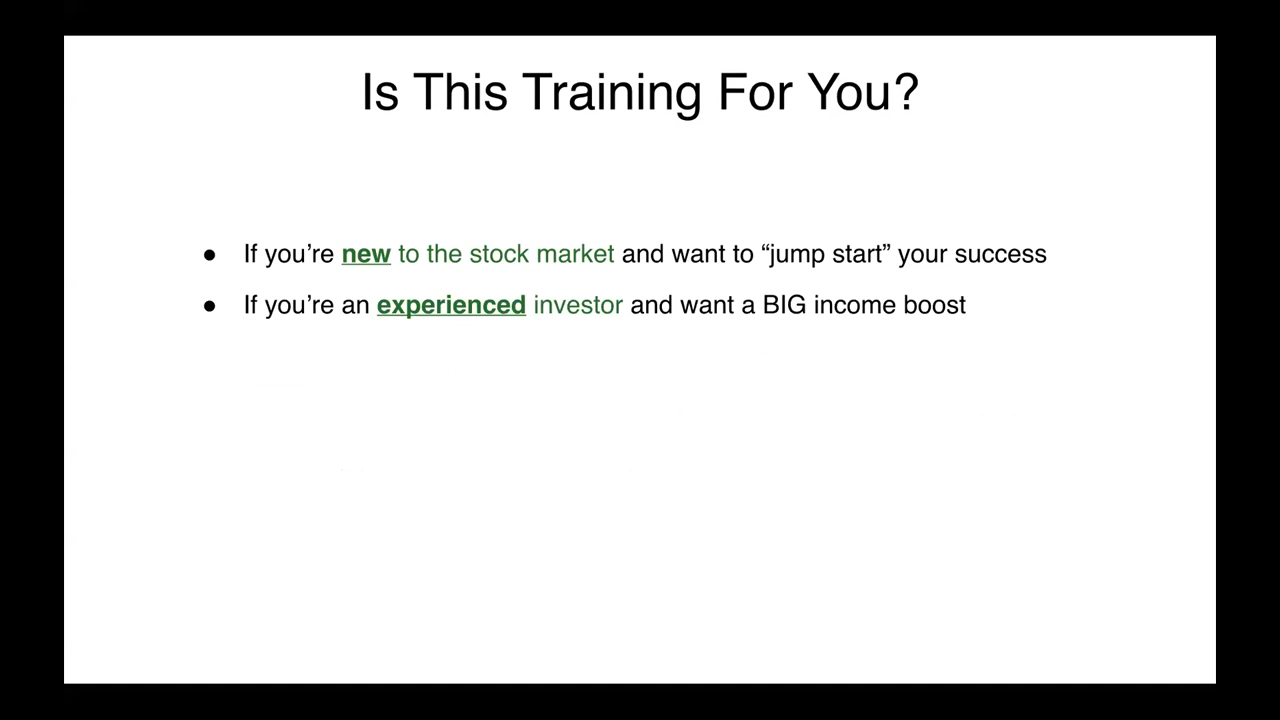 Is This Training For You?
● If you’re new to the stock market and want to “jump start” your success
● If you’re an experienced investor and want a BIG income boost